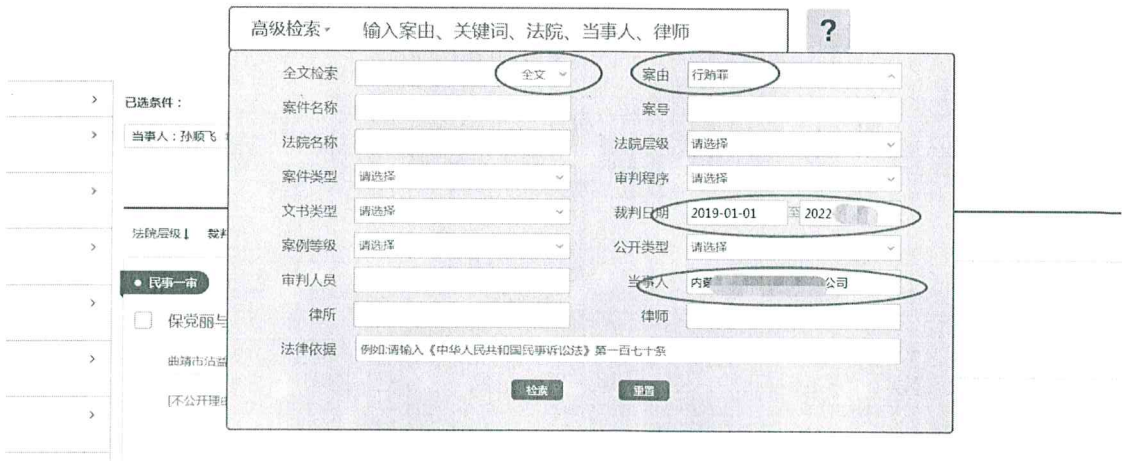 高级检索 输入案由、关键词、法院、当事人、律师 ?
全文检索 全文 案由 行贿罪
案件名称 案号
法院名称 法院层级 请选择
案件类型 请选择 审判程序 请选择
文书类型 请选择 裁判日期 2019-01-01 至 2022-
案例等级 请选择 公开类型 请选择
审判人员 当事人 内 公司
律所 律师
法律依据 例如:请输入《中华人民共和国民事诉讼法》第一百七十条
检索 重置
已选条件：
当事人：孙顺飞
法院层级 裁判
民事一审
保党丽与
曲靖市沾益
[不公开理由